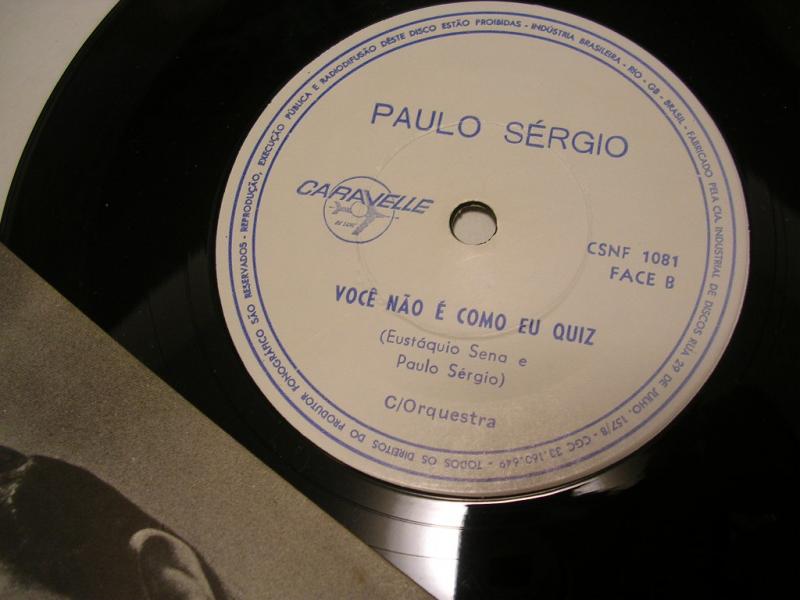 PAULO SÉRGIO
CARAVELLE
CSNF 1081
FACE B
VOCÊ NÃO É COMO EU QUIZ
(Eustáquio Sena e
Paulo Sérgio)
C/Orquestra
TODOS OS DIREITOS DO PRODUTOR FONOGRÁFICO SÃO RESERVADOS - REPRODUÇÃO, EXECUÇÃO PÚBLICA E RADIODIFUSÃO DÊSTE DISCO ESTÃO PROIBIDAS - INDÚSTRIA BRASILEIRA - RIO - GB - BRASIL - FABRICADO PELA CIA. INDUSTRIAL DE DISCOS RUA 29 DE JULHO, 157/8 - CGC 33.160.649 -